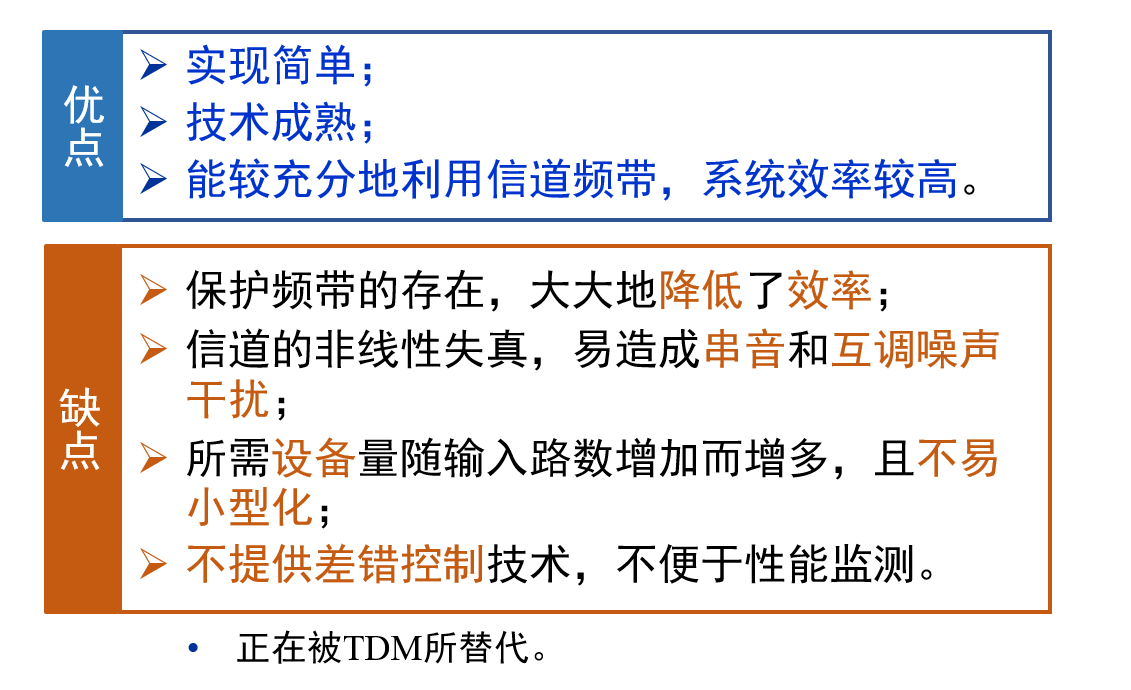 优点
实现简单；
技术成熟；
能较充分地利用信道频带，系统效率较高。
缺点
保护频带的存在，大大地降低了效率；
信道的非线性失真，易造成串音和互调噪声
干扰；
所需设备量随输入路数增加而增多，且不易
小型化；
不提供差错控制技术，不便于性能监测。
• 正在被TDM所替代。